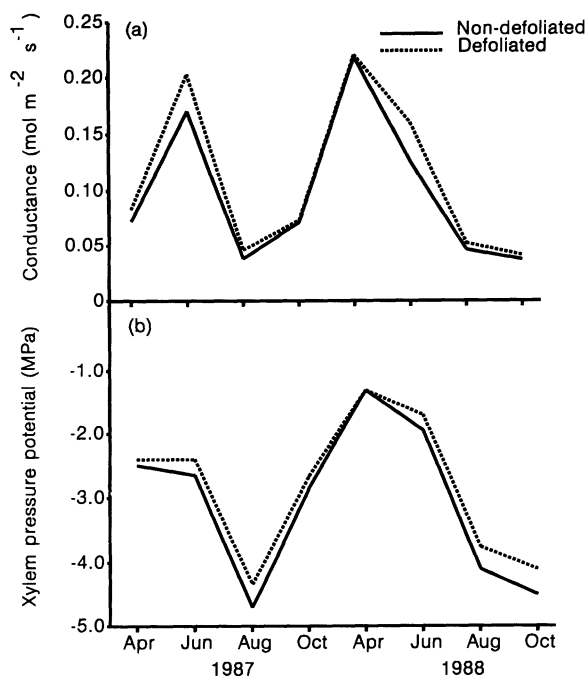 (a)
Non-defoliated
Defoliated
Conductance (mol m⁻² s⁻¹)
0.25
0.20
0.15
0.10
0.05
0
(b)
Xylem pressure potential (MPa)
-1.0
-2.0
-3.0
-4.0
-5.0
Apr Jun Aug Oct Apr Jun Aug Oct
1987 1988